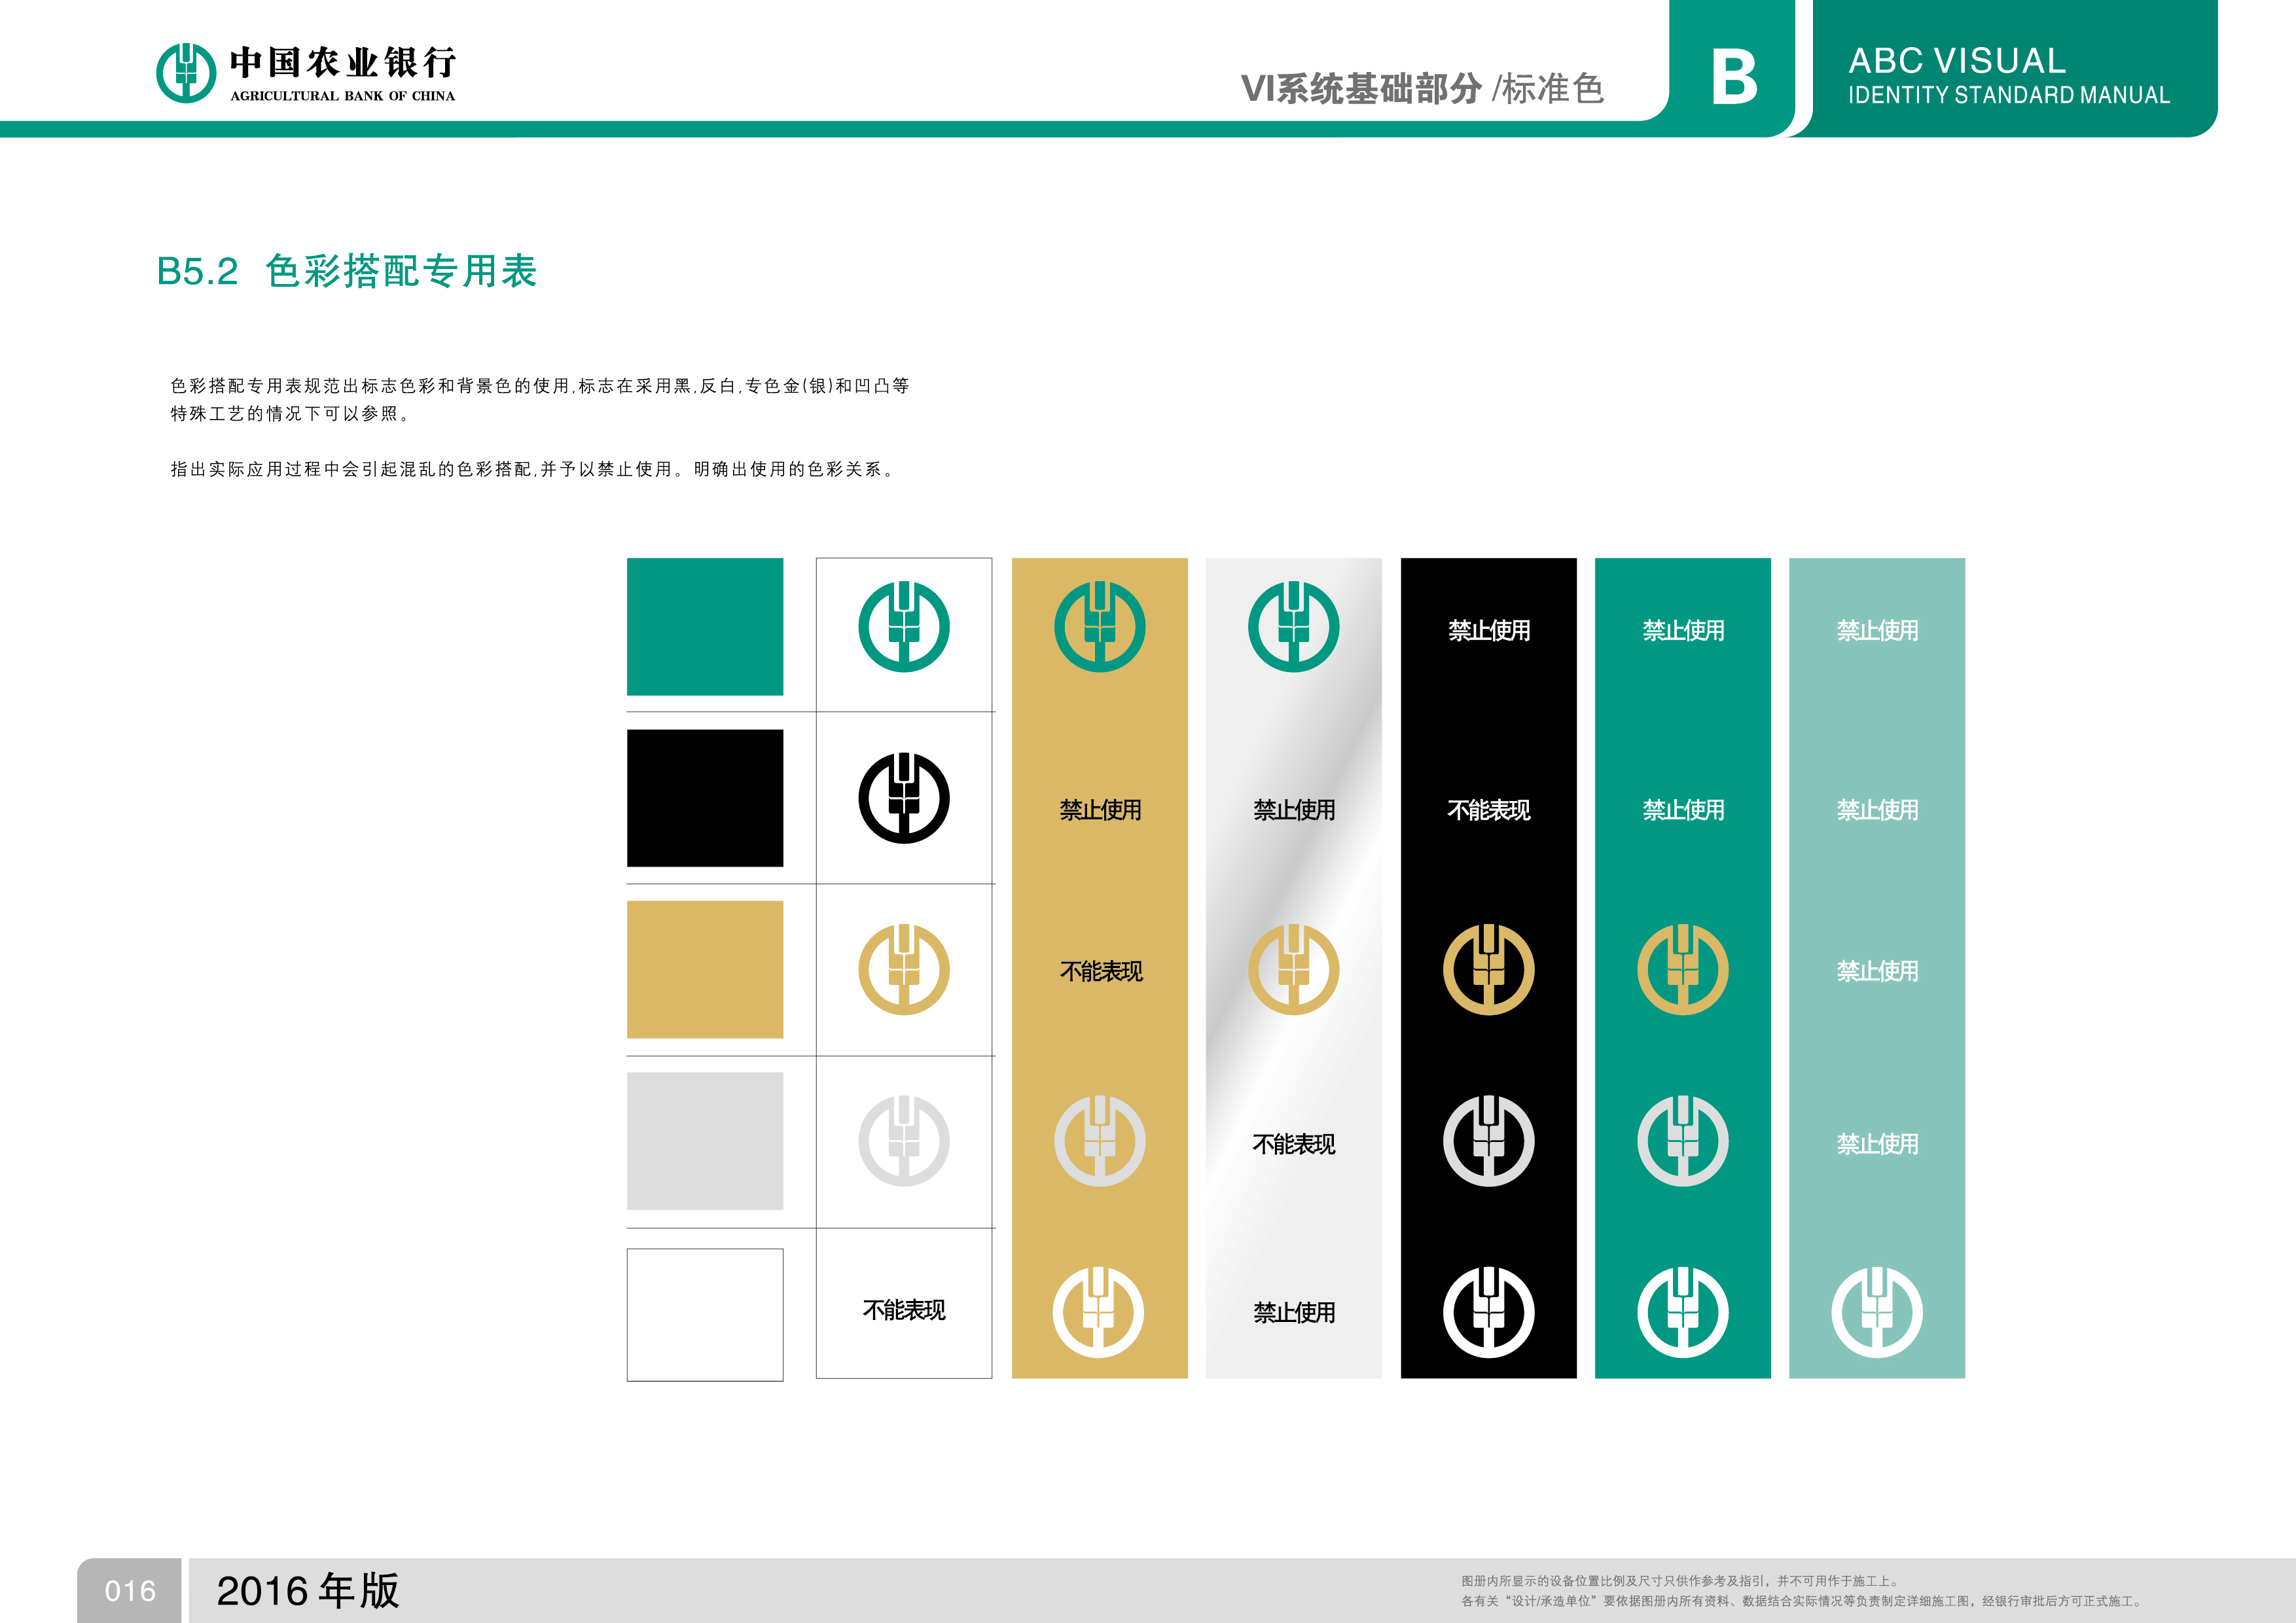 中国农业银行
AGRICULTURAL BANK OF CHINA
VI系统基础部分 /标准色
B
ABC VISUAL
IDENTITY STANDARD MANUAL
B5.2 色彩搭配专用表
色彩搭配专用表规范出标志色彩和背景色的使用,标志在采用黑,反白,专色金(银)和凹凸等
特殊工艺的情况下可以参照。
指出实际应用过程中会引起混乱的色彩搭配,并予以禁止使用。明确出使用的色彩关系。
禁止使用 禁止使用 禁止使用
禁止使用 禁止使用 不能表现 禁止使用 禁止使用
不能表现 禁止使用
不能表现 禁止使用
不能表现 禁止使用
016
2016 年版
图册内所显示的设备位置比例及尺寸只供作参考及指引，并不可用作于施工上。
各有关“设计/承造单位”要依据图册内所有资料、数据结合实际情况等负责制定详细施工图，经银行审批后方可正式施工。